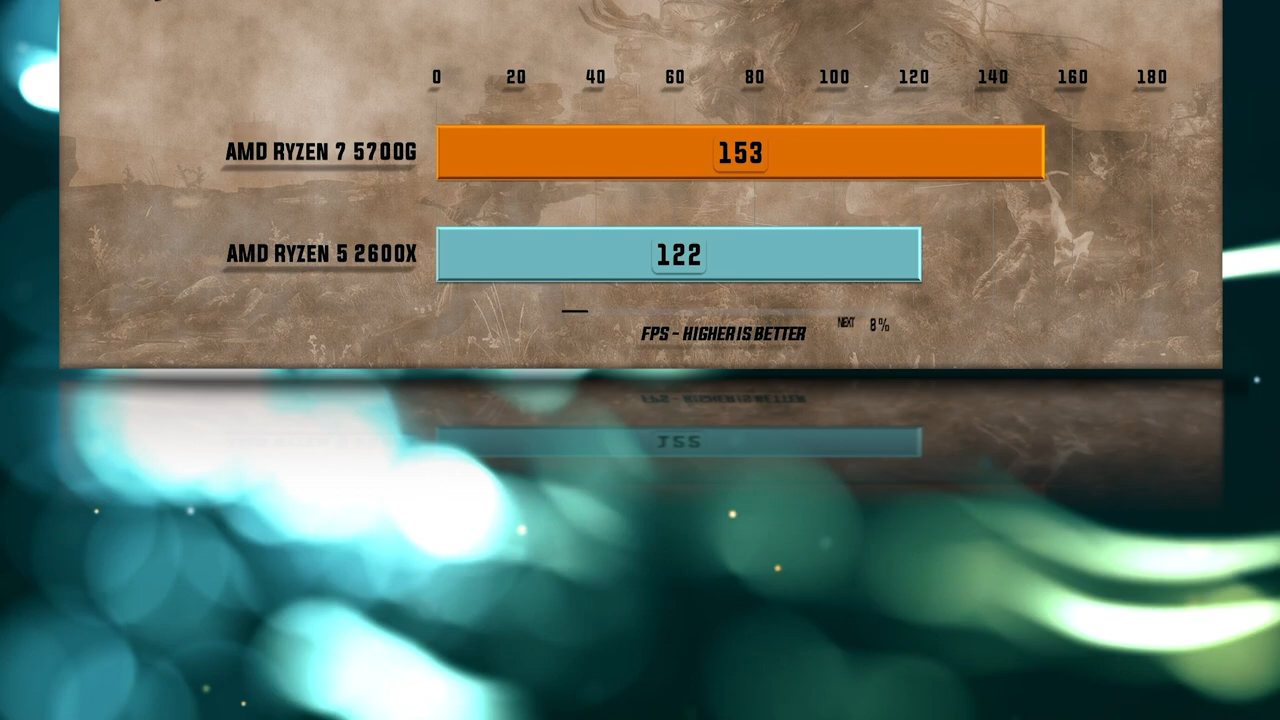 0 20 40 60 80 100 120 140 160 180
AMD RYZEN 7 5700G 153
AMD RYZEN 5 2600X 122
NEXT 8%
FPS - HIGHER IS BETTER